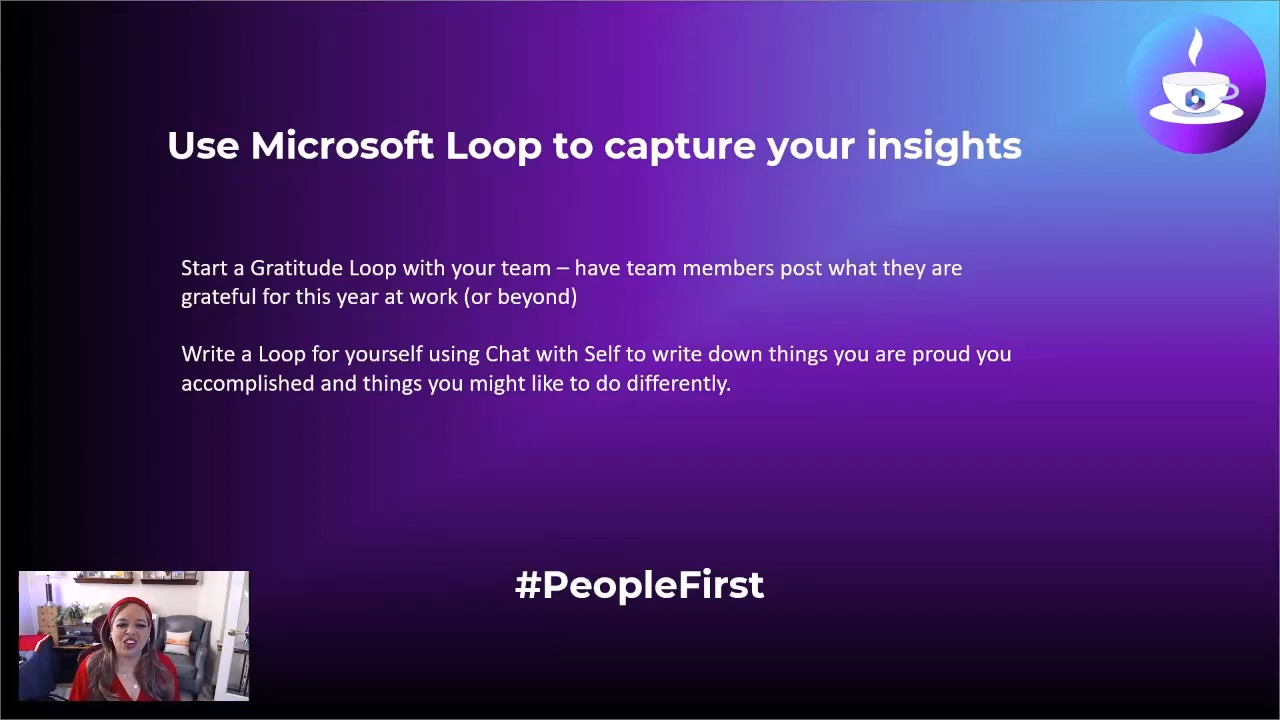 Use Microsoft Loop to capture your insights
Start a Gratitude Loop with your team – have team members post what they are
grateful for this year at work (or beyond)
Write a Loop for yourself using Chat with Self to write down things you are proud you
accomplished and things you might like to do differently.
#PeopleFirst